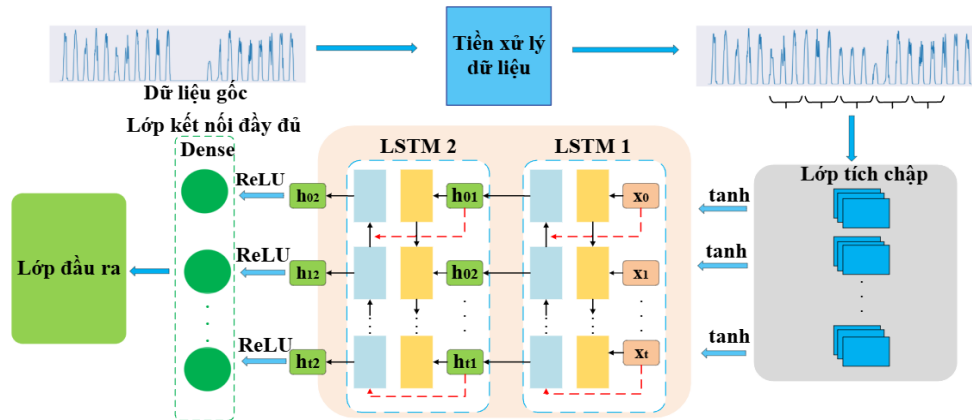 Tiền xử lý
dữ liệu
Dữ liệu gốc
Lớp kết nối đầy đủ
Dense
LSTM 2
LSTM 1
Lớp tích chập
ReLU
h02
h01
x0
tanh
Lớp đầu ra
ReLU
h12
h02
x1
tanh
ReLU
ht2
ht1
xt
tanh